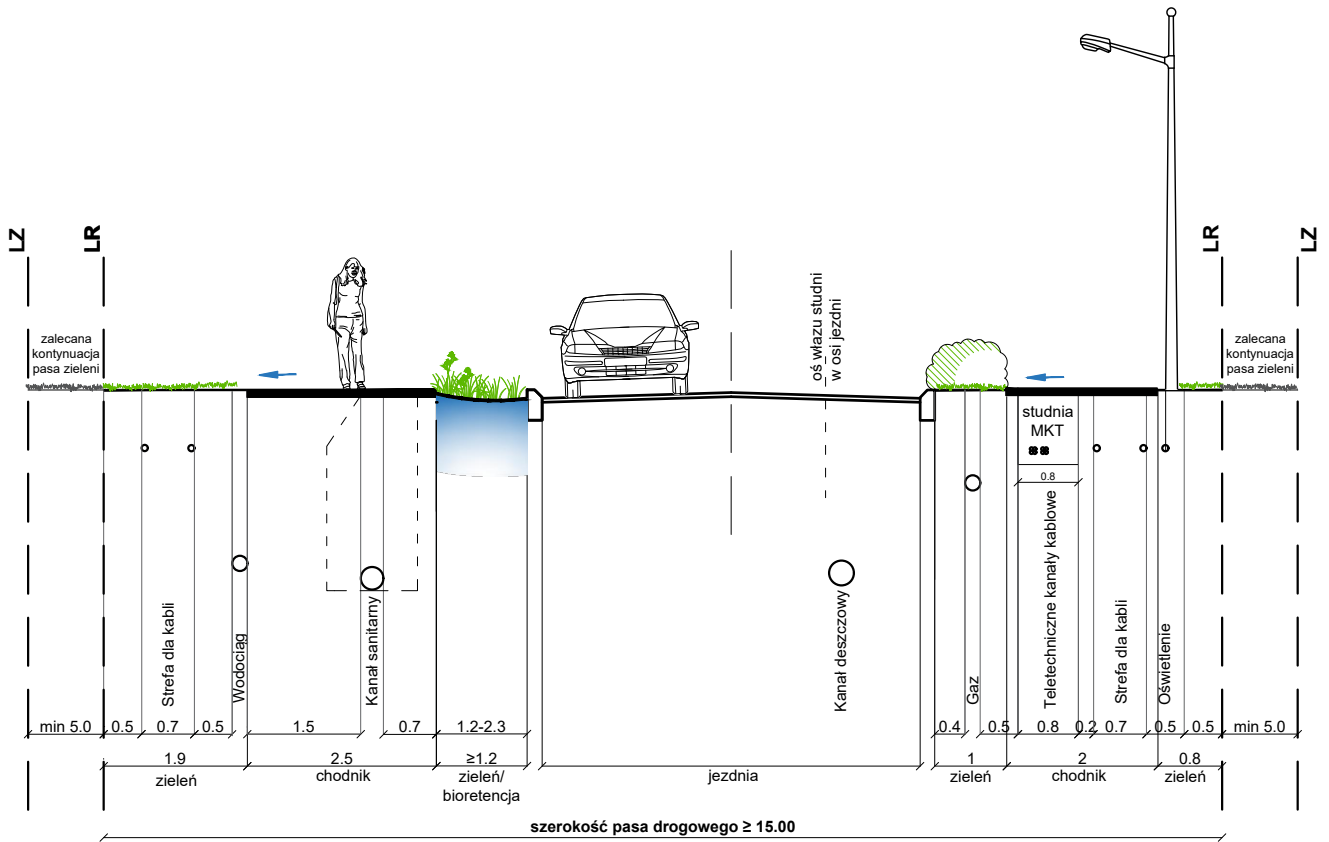 LZ
LR
LR
LZ
zalecana
kontynuacja
pasa zieleni
oś włazu studni
w osi jezdni
zalecana
kontynuacja
pasa zieleni
studnia
MKT
0.8
Strefa dla kabli
Wodociąg
Kanał sanitarny
Kanał deszczowy
Gaz
Teletechniczne kanały kablowe
Strefa dla kabli
Oświetlenie
min 5.0 0.5 0.7 0.5 1.5 0.7 1.2-2.3 0.4 0.5 0.8 0.2 0.7 0.5 0.5 min 5.0
1.9 2.5 ≥1.2 1 2 0.8
zieleń chodnik zieleń/ jezdnia zieleń chodnik zieleń
bioretencja
szerokość pasa drogowego ≥ 15.00